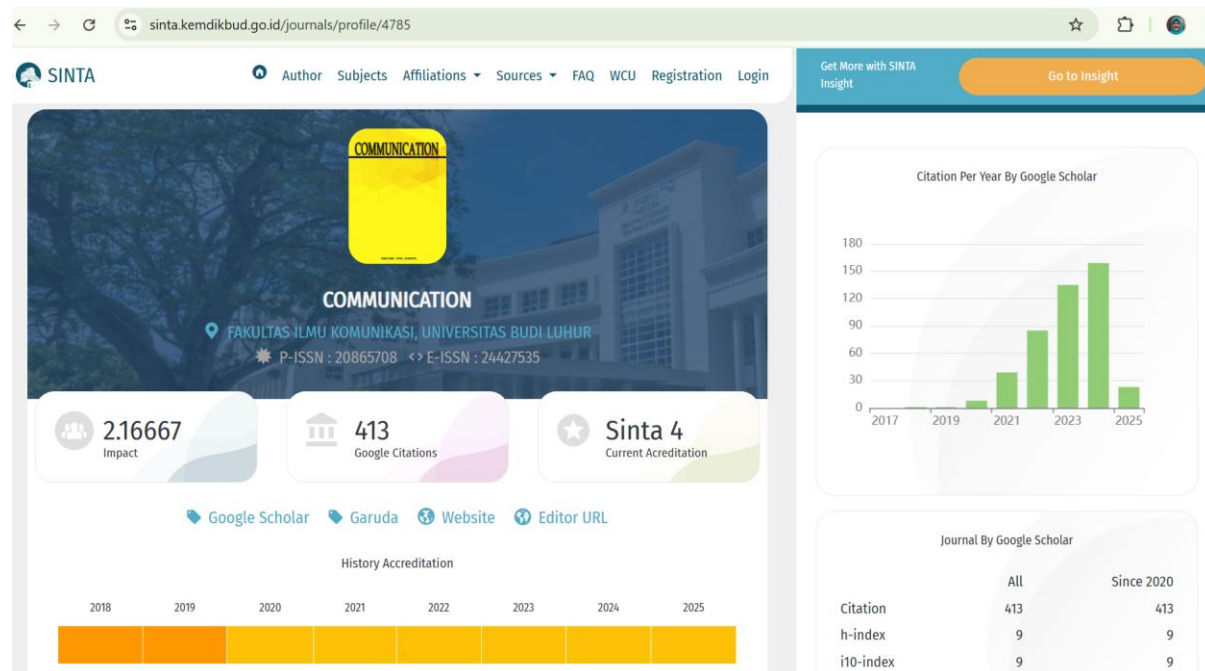 sinta.kemdikbud.go.id/journals/profile/4785
SINTA
Author Subjects Affiliations Sources FAQ WCU Registration Login
Get More with SINTA
Insight
Go to Insight
COMMUNICATION
COMMUNICATION
FAKULTAS ILMU KOMUNIKASI, UNIVERSITAS BUDI LUHUR
P-ISSN : 20865708 <> E-ISSN : 24427535
2.16667
Impact
413
Google Citations
Sinta 4
Current Acreditation
Google Scholar Garuda Website Editor URL
History Accreditation
2018 2019 2020 2021 2022 2023 2024 2025
Citation Per Year By Google Scholar
180
150
120
90
60
30
0
2017 2019 2021 2023 2025
Journal By Google Scholar
All Since 2020
Citation 413 413
h-index 9 9
i10-index 9 9